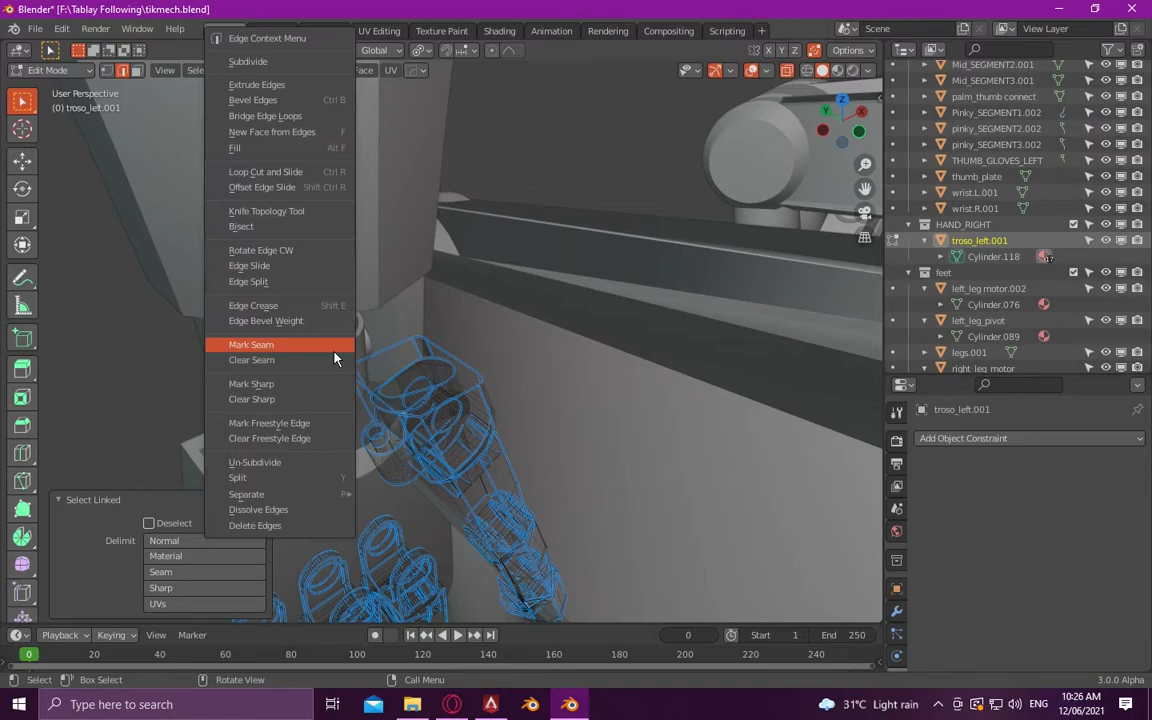 Blender* [F:\Tablay Following\tikmech.blend]
File Edit Render Window Help
UV Editing Texture Paint Shading Animation Rendering Compositing Scripting
Scene View Layer
Global
X Y Z Options
Edit Mode View Face UV
User Perspective
(0) troso_left.001
Edge Context Menu
Subdivide
Extrude Edges
Bevel Edges Ctrl B
Bridge Edge Loops
New Face from Edges F
Fill Alt F
Loop Cut and Slide Ctrl R
Offset Edge Slide Shift Ctrl R
Knife Topology Tool
Bisect
Rotate Edge CW
Edge Slide
Edge Split
Edge Crease Shift E
Edge Bevel Weight
Mark Seam
Clear Seam
Mark Sharp
Clear Sharp
Mark Freestyle Edge
Clear Freestyle Edge
Un-Subdivide
Split Y
Separate P
Dissolve Edges
Delete Edges
Select Linked
Deselect
Delimit Normal
Material
Seam
Sharp
UVs
Z
Y
X
Mid_SEGMENT2.001
Mid_SEGMENT3.001
palm_thumb connect
Pinky_SEGMENT1.002
pinky_SEGMENT2.002
pinky_SEGMENT3.002
THUMB_GLOVES_LEFT
thumb_plate
wrist.L.001
wrist.R.001
HAND_RIGHT
troso_left.001
Cylinder.118 17
feet
left_leg motor.002
Cylinder.076
left_leg_pivot
Cylinder.089
legs.001
right_leg_motor
troso_left.001
Add Object Constraint
Playback Keying View Marker
0 Start 1 End 250
0 20 40 60 80 100 120 140 160 180 200 220 240
Select Box Select Rotate View Call Menu 3.0.0 Alpha
Type here to search
31°C Light rain ENG
10:26 AM
12/06/2021